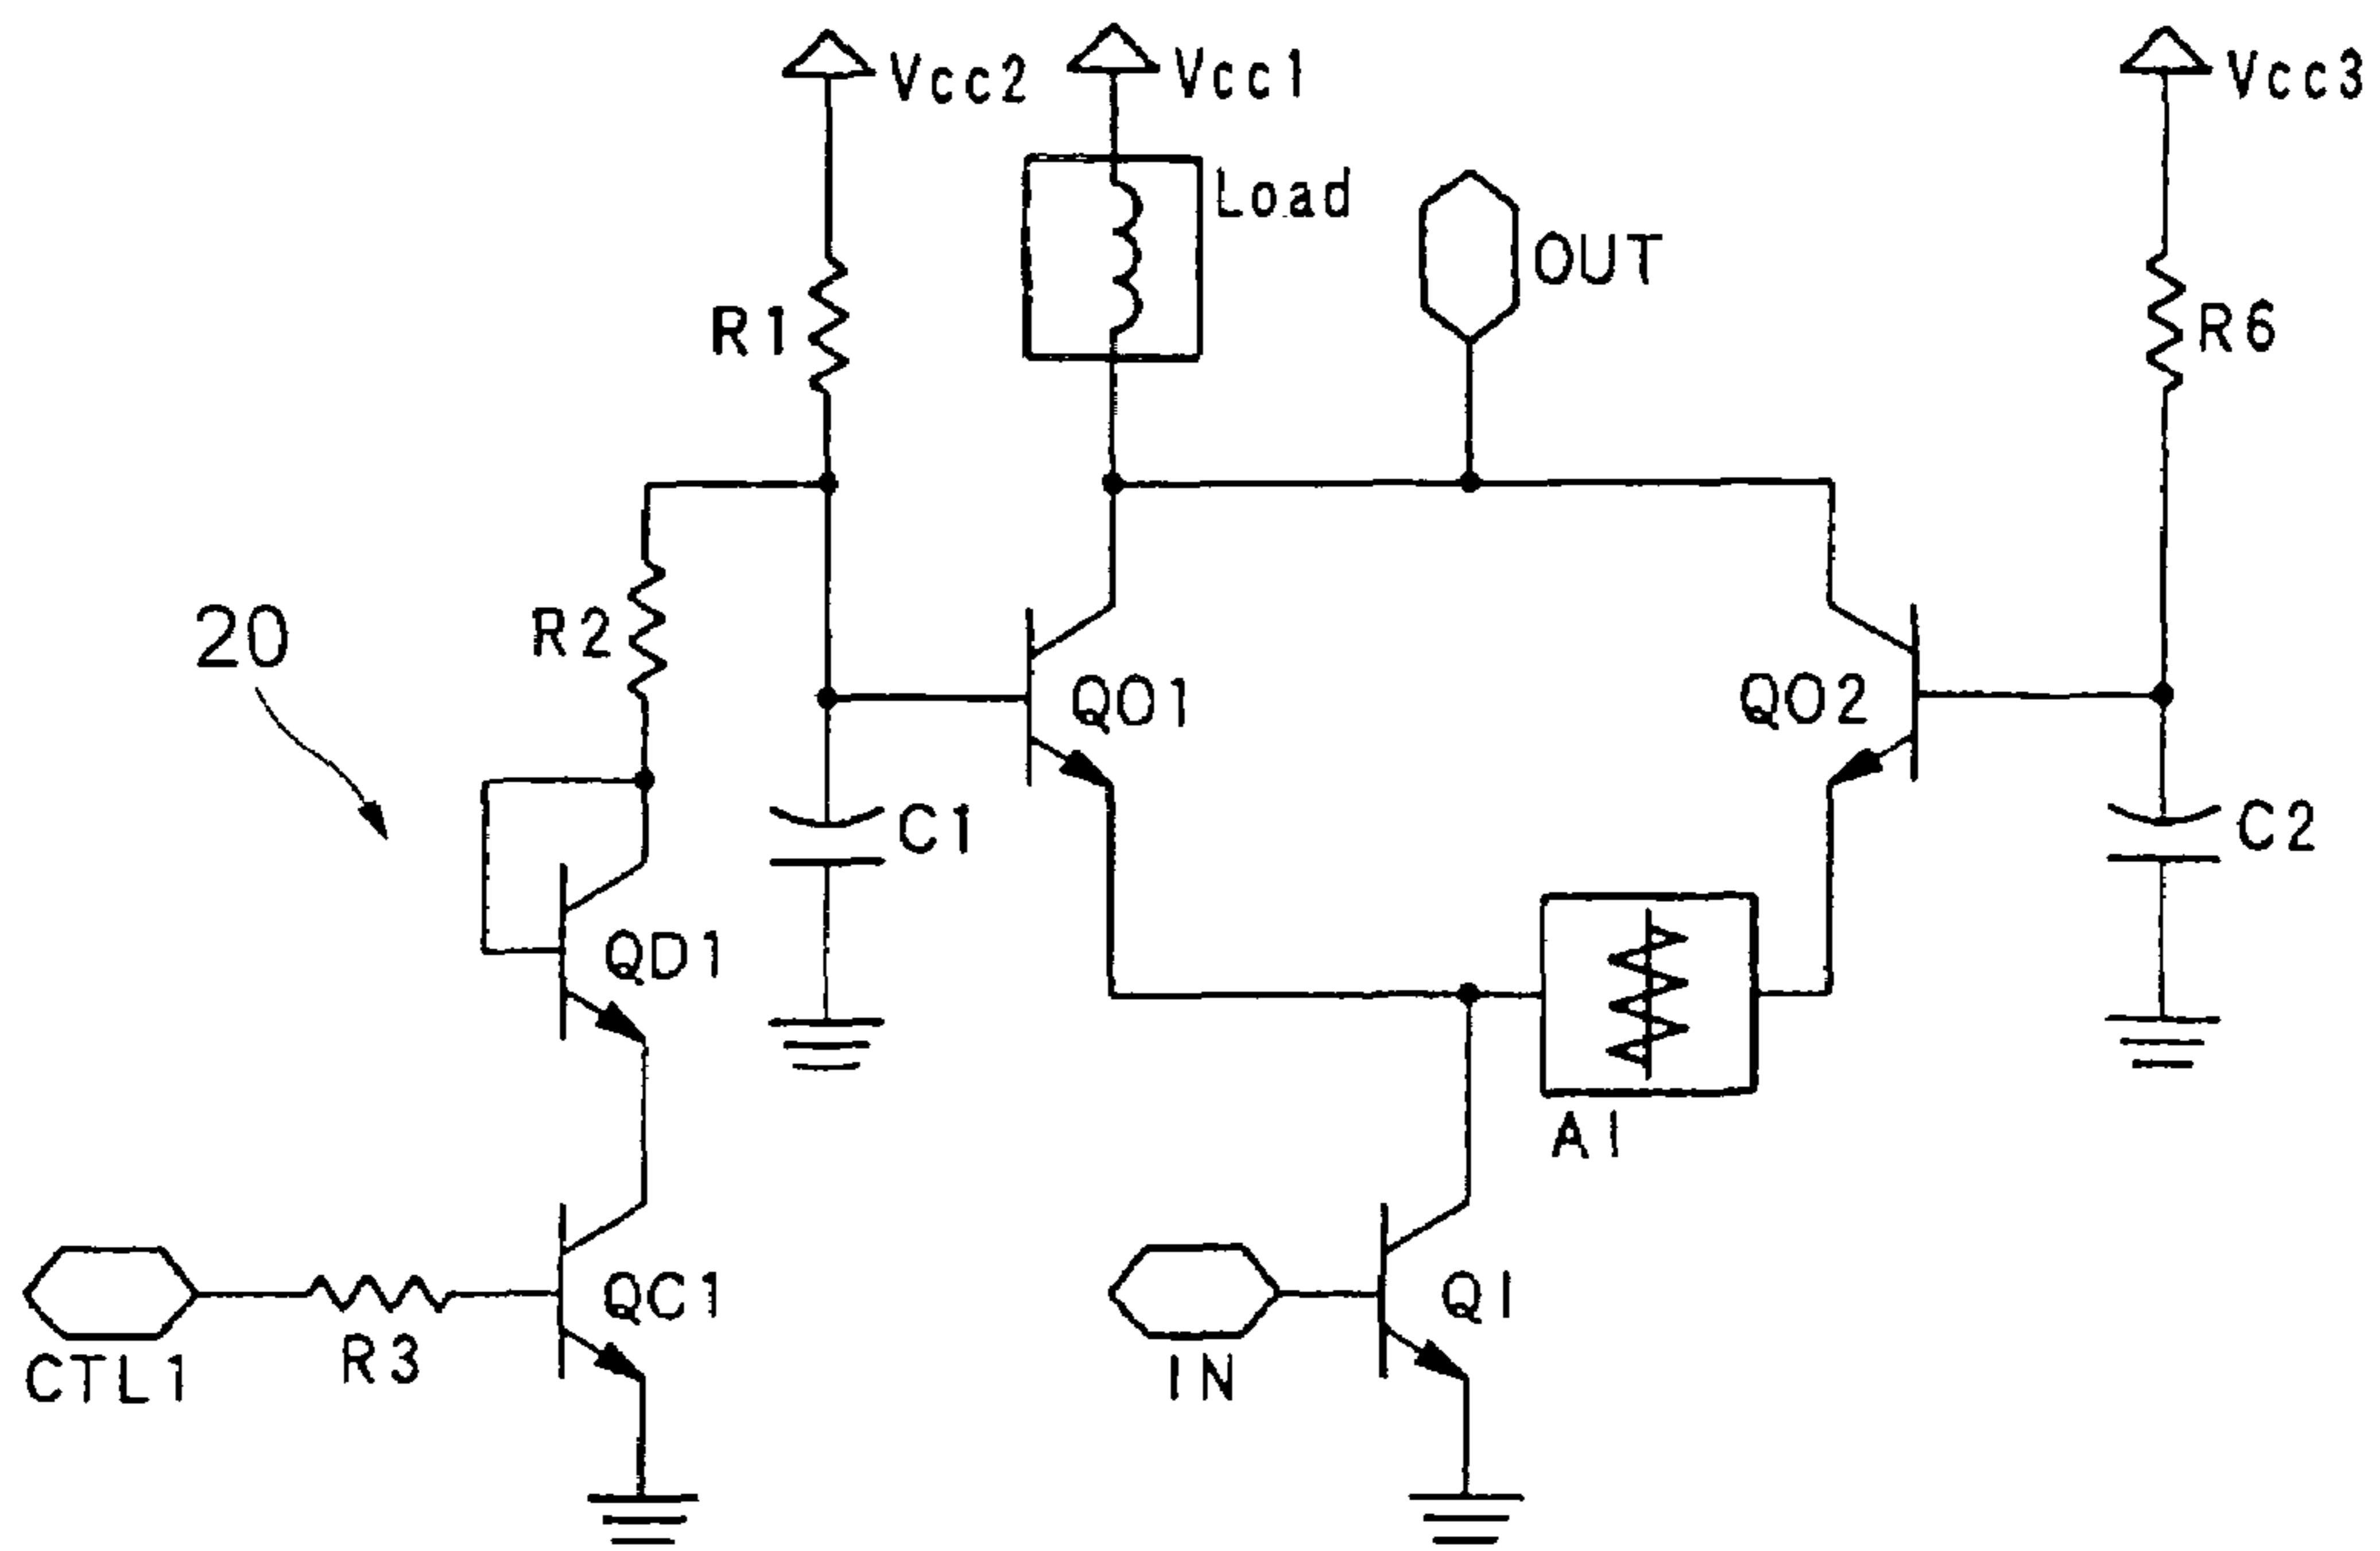 Vcc2
Vcc1
Vcc3
Load
OUT
R1
R6
20
R2
QO1
QO2
C1
C2
QD1
A1
QC1
QI
R3
CTL1
IN